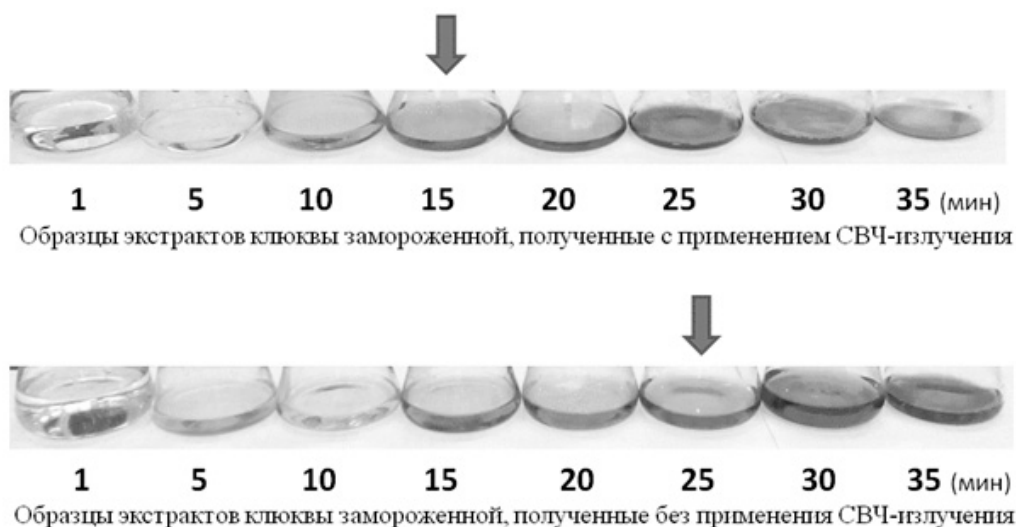 1 5 10 15 20 25 30 35 (мин)
Образцы экстрактов клюквы замороженной, полученные с применением СВЧ-излучения
1 5 10 15 20 25 30 35 (мин)
Образцы экстрактов клюквы замороженной, полученные без применения СВЧ-излучения